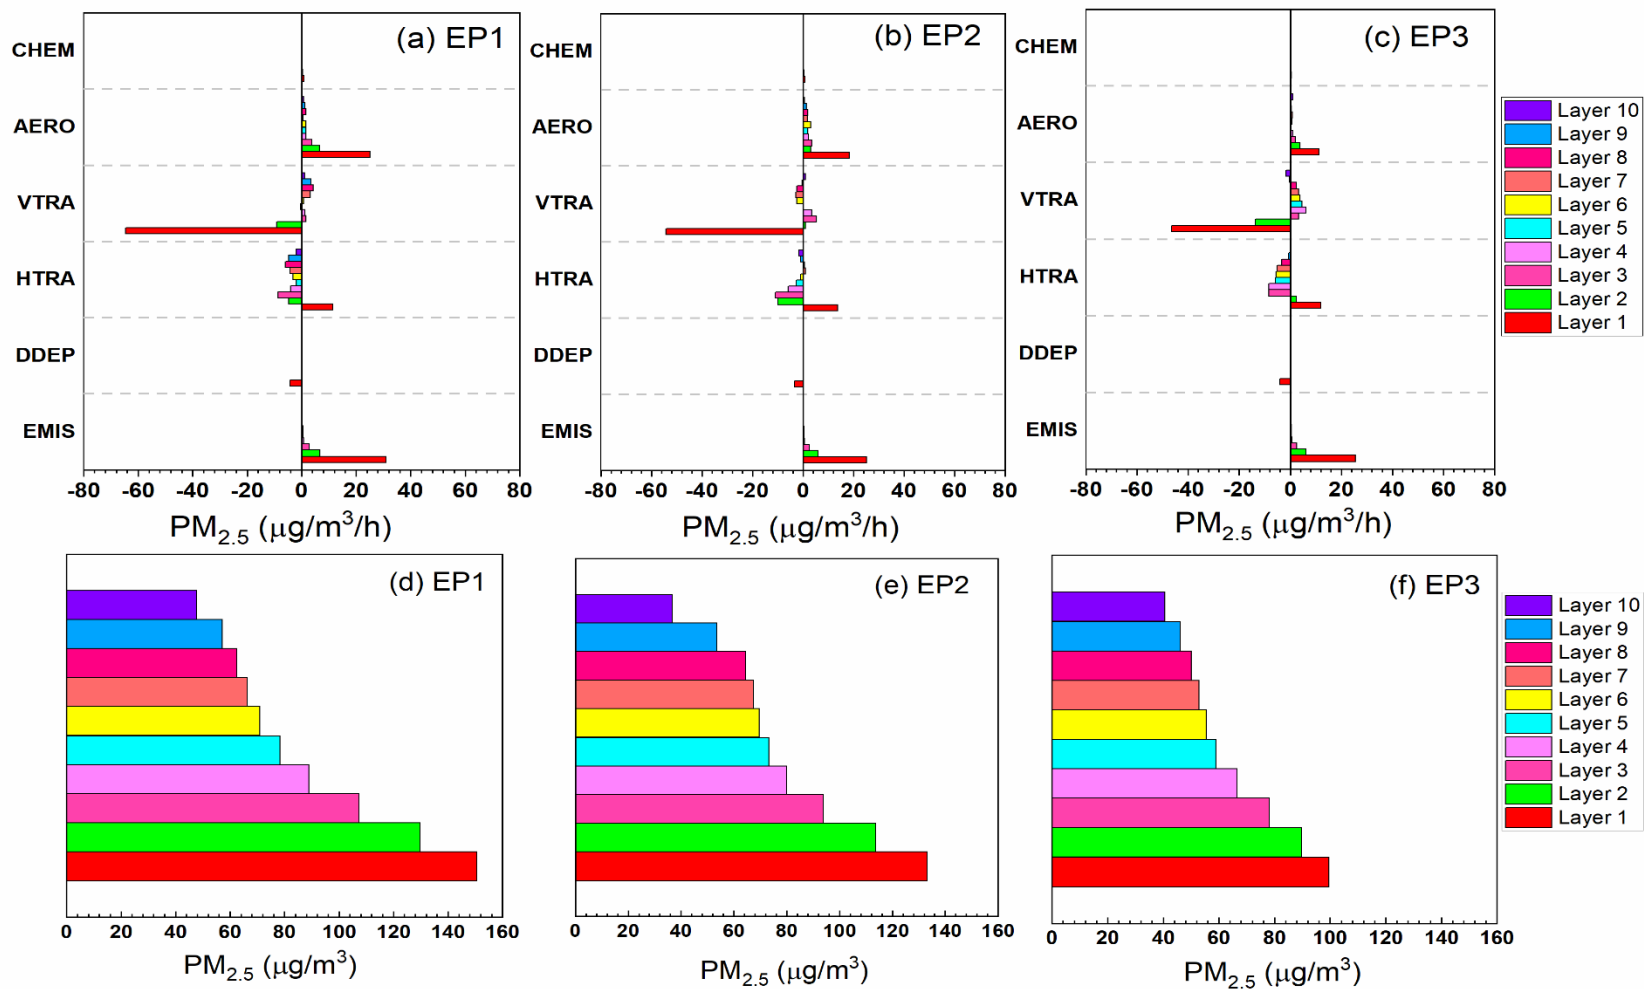 (a) EP1
CHEM
AERO
VTRA
HTRA
DDEP
EMIS
-80 -60 -40 -20 0 20 40 60 80
PM2.5 (μg/m³/h)
(b) EP2
CHEM
AERO
VTRA
HTRA
DDEP
EMIS
-80 -60 -40 -20 0 20 40 60 80
PM2.5 (μg/m³/h)
(c) EP3
CHEM
AERO
VTRA
HTRA
DDEP
EMIS
-80 -60 -40 -20 0 20 40 60 80
PM2.5 (μg/m³/h)
Layer 10
Layer 9
Layer 8
Layer 7
Layer 6
Layer 5
Layer 4
Layer 3
Layer 2
Layer 1
(d) EP1
0 20 40 60 80 100 120 140 160
PM2.5 (μg/m³)
(e) EP2
0 20 40 60 80 100 120 140 160
PM2.5 (μg/m³)
(f) EP3
0 20 40 60 80 100 120 140 160
PM2.5 (μg/m³)
Layer 10
Layer 9
Layer 8
Layer 7
Layer 6
Layer 5
Layer 4
Layer 3
Layer 2
Layer 1